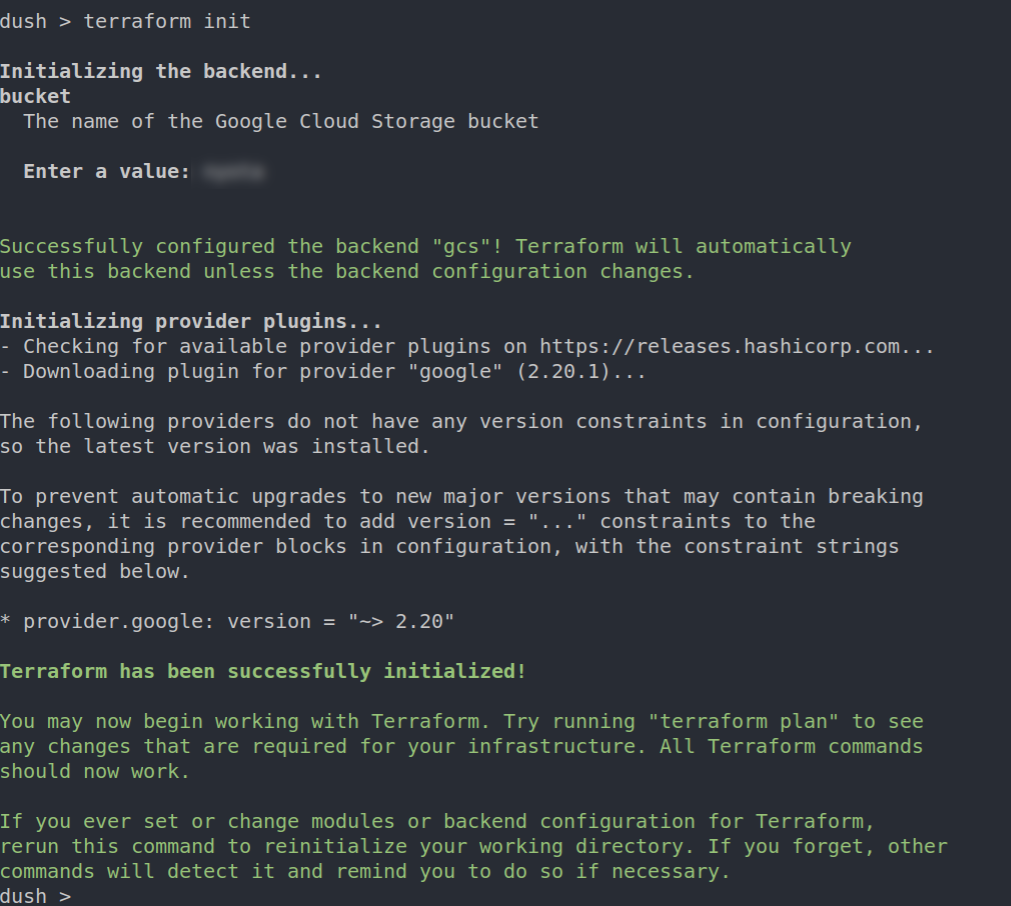 dush > terraform init
Initializing the backend...
bucket
The name of the Google Cloud Storage bucket
Enter a value:
Successfully configured the backend "gcs"! Terraform will automatically
use this backend unless the backend configuration changes.
Initializing provider plugins...
- Checking for available provider plugins on https://releases.hashicorp.com...
- Downloading plugin for provider "google" (2.20.1)...
The following providers do not have any version constraints in configuration,
so the latest version was installed.
To prevent automatic upgrades to new major versions that may contain breaking
changes, it is recommended to add version = "..." constraints to the
corresponding provider blocks in configuration, with the constraint strings
suggested below.
* provider.google: version = "~> 2.20"
Terraform has been successfully initialized!
You may now begin working with Terraform. Try running "terraform plan" to see
any changes that are required for your infrastructure. All Terraform commands
should now work.
If you ever set or change modules or backend configuration for Terraform,
rerun this command to reinitialize your working directory. If you forget, other
commands will detect it and remind you to do so if necessary.
dush >